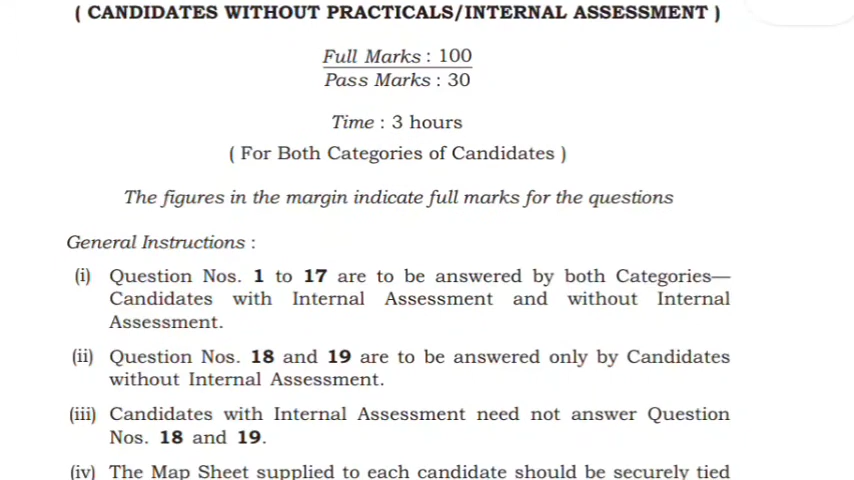 ( CANDIDATES WITHOUT PRACTICALS/INTERNAL ASSESSMENT )
Full Marks : 100
Pass Marks : 30
Time : 3 hours
( For Both Categories of Candidates )
The figures in the margin indicate full marks for the questions
General Instructions :
(i) Question Nos. 1 to 17 are to be answered by both Categories—
Candidates with Internal Assessment and without Internal
Assessment.
(ii) Question Nos. 18 and 19 are to be answered only by Candidates
without Internal Assessment.
(iii) Candidates with Internal Assessment need not answer Question
Nos. 18 and 19.
(iv) The Map Sheet supplied to each candidate should be securely tied